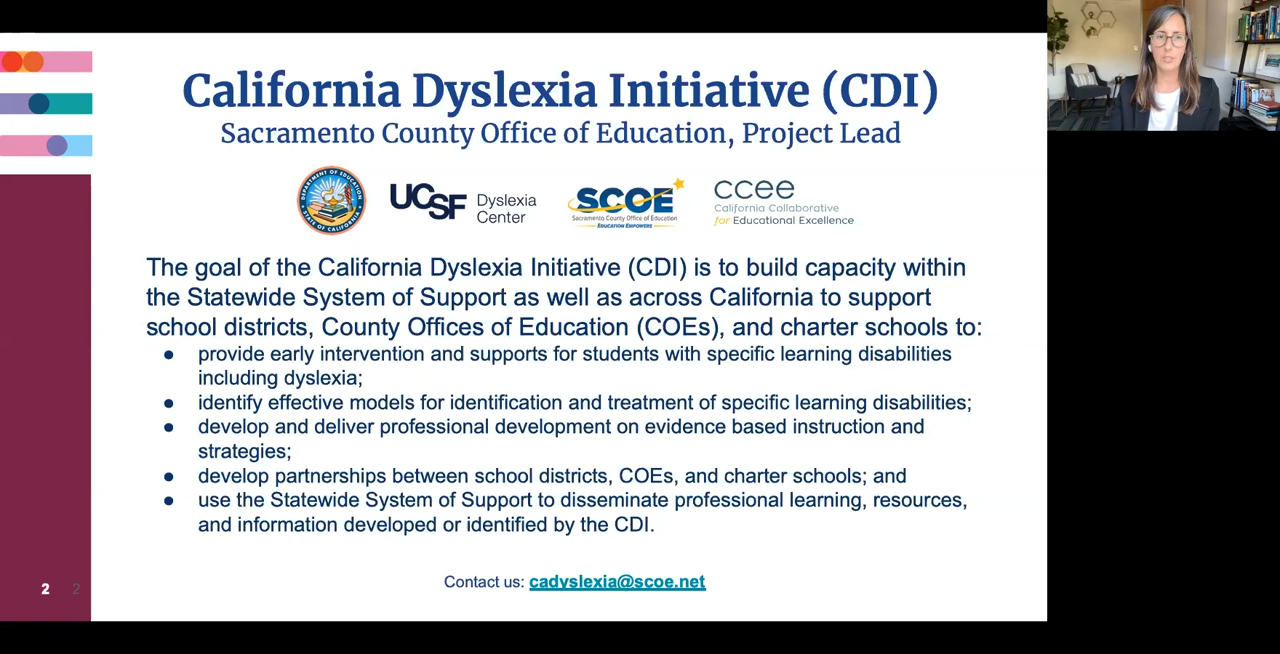 California Dyslexia Initiative (CDI)
Sacramento County Office of Education, Project Lead
DEPARTMENT OF EDUCATION
STATE OF CALIFORNIA
UCSF Dyslexia Center
SCOE
Sacramento County Office of Education
EDUCATION EMPOWERS
ccee
California Collaborative
for Educational Excellence
The goal of the California Dyslexia Initiative (CDI) is to build capacity within
the Statewide System of Support as well as across California to support
school districts, County Offices of Education (COEs), and charter schools to:
● provide early intervention and supports for students with specific learning disabilities
including dyslexia;
● identify effective models for identification and treatment of specific learning disabilities;
● develop and deliver professional development on evidence based instruction and
strategies;
● develop partnerships between school districts, COEs, and charter schools; and
● use the Statewide System of Support to disseminate professional learning, resources,
and information developed or identified by the CDI.
Contact us: cadyslexia@scoe.net
2 2